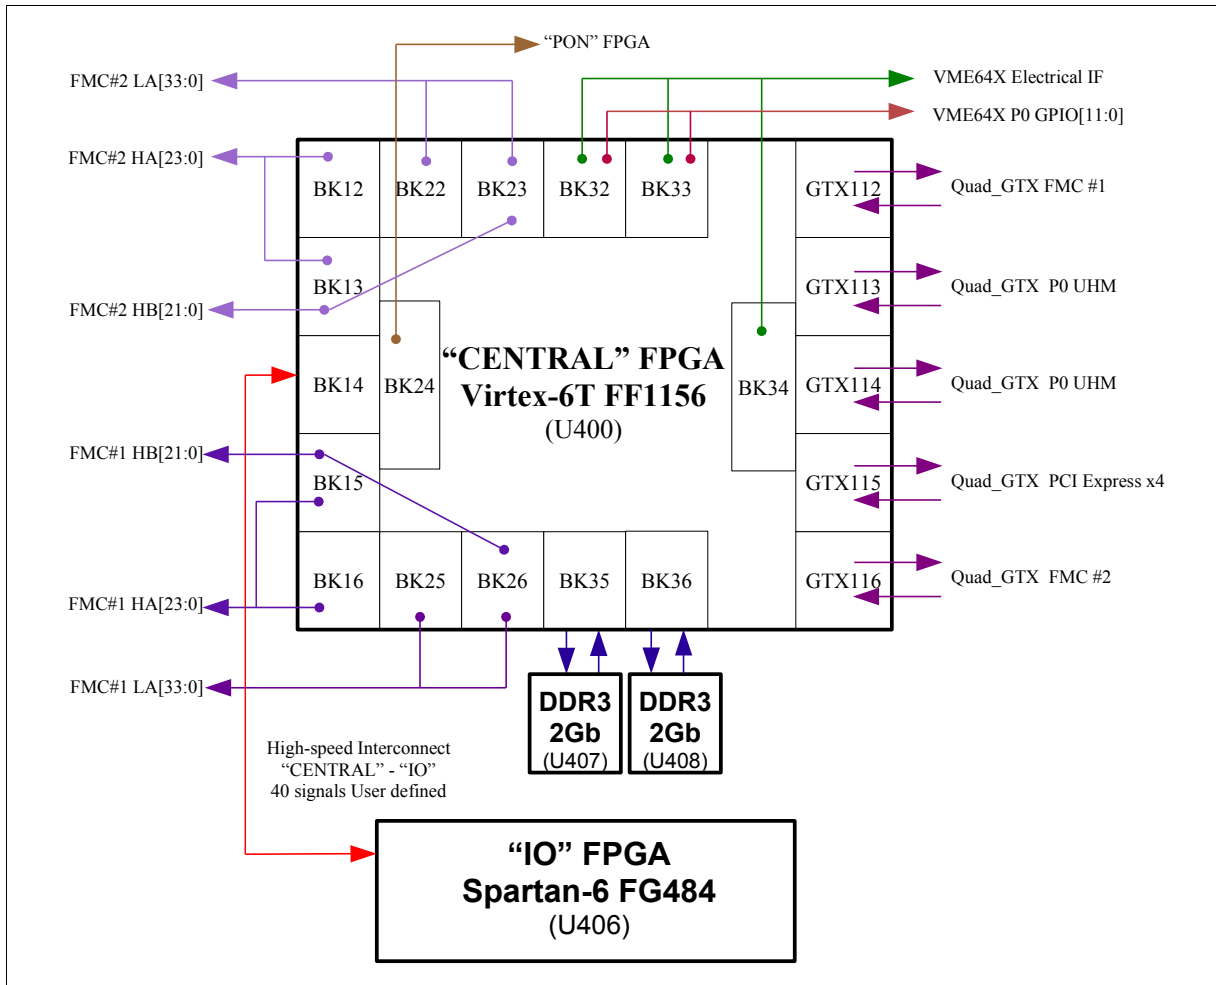 “PON” FPGA
FMC#2 LA[33:0]
VME64X Electrical IF
VME64X P0 GPIO[11:0]
FMC#2 HA[23:0]
BK12
BK22
BK23
BK32
BK33
GTX112
Quad_GTX FMC #1
BK13
GTX113
Quad_GTX P0 UHM
FMC#2 HB[21:0]
“CENTRAL” FPGA
Virtex-6T FF1156
(U400)
BK14
BK24
BK34
GTX114
Quad_GTX P0 UHM
FMC#1 HB[21:0]
BK15
GTX115
Quad_GTX PCI Express x4
BK16
BK25
BK26
BK35
BK36
GTX116
Quad_GTX FMC #2
FMC#1 HA[23:0]
FMC#1 LA[33:0]
DDR3
2Gb
(U407)
DDR3
2Gb
(U408)
High-speed Interconnect
“CENTRAL” - “IO”
40 signals User defined
“IO” FPGA
Spartan-6 FG484
(U406)